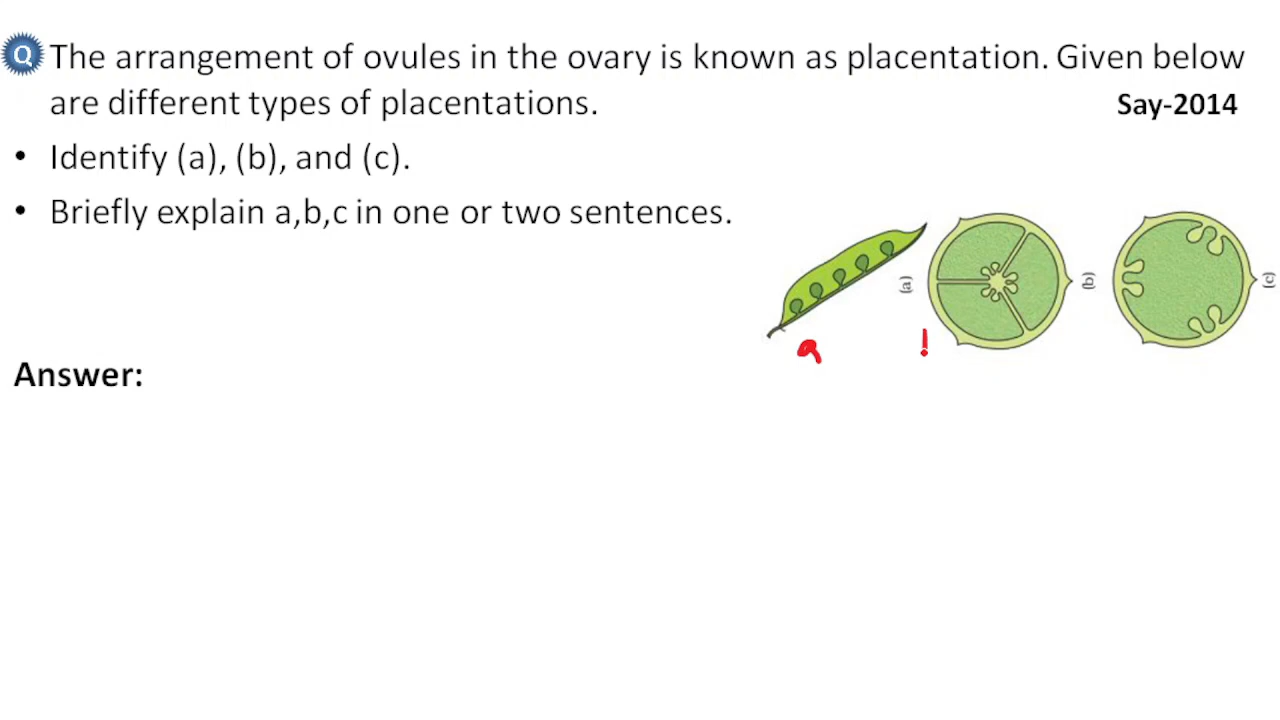 Q The arrangement of ovules in the ovary is known as placentation. Given below
are different types of placentations. Say-2014
• Identify (a), (b), and (c).
• Briefly explain a,b,c in one or two sentences.
(a) (b) (c)
a
Answer: